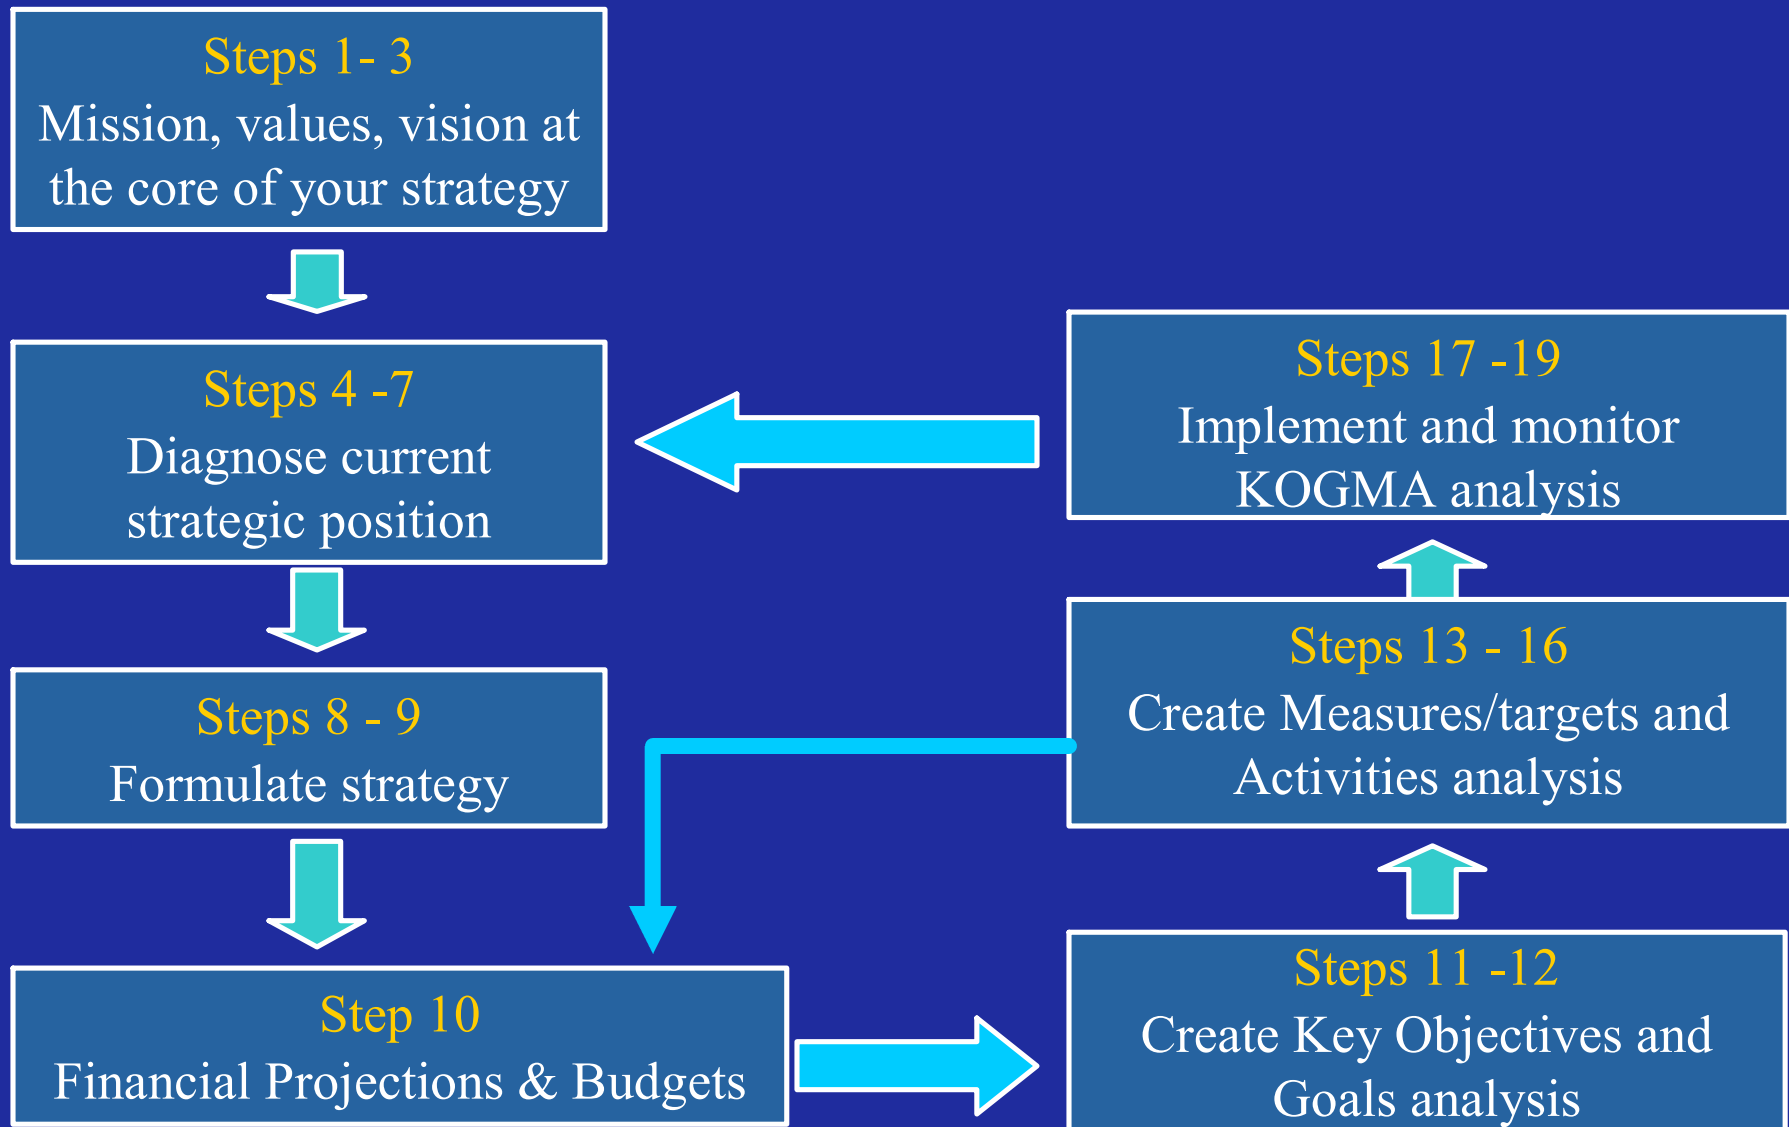 Steps 1- 3
Mission, values, vision at
the core of your strategy
Steps 4 -7
Diagnose current
strategic position
Steps 8 - 9
Formulate strategy
Step 10
Financial Projections & Budgets
Steps 11 -12
Create Key Objectives and
Goals analysis
Steps 13 - 16
Create Measures/targets and
Activities analysis
Steps 17 -19
Implement and monitor
KOGMA analysis